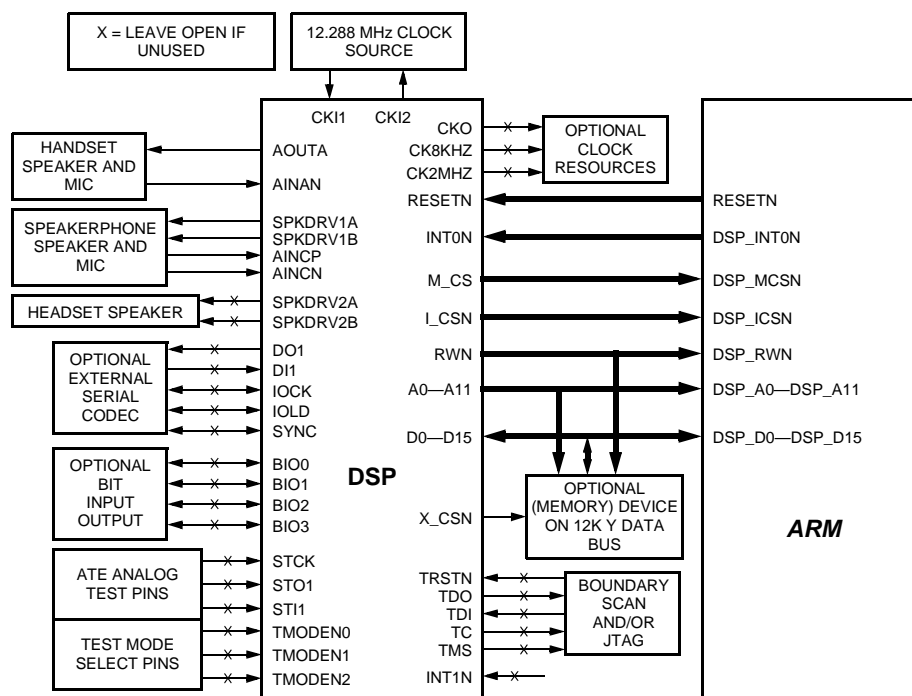 X = LEAVE OPEN IF
UNUSED
12.288 MHz CLOCK
SOURCE
CKI1 CKI2
HANDSET
SPEAKER AND
MIC
AOUTA
AINAN
SPEAKERPHONE
SPEAKER AND
MIC
SPKDRV1A
SPKDRV1B
AINCP
AINCN
HEADSET SPEAKER
SPKDRV2A
SPKDRV2B
OPTIONAL
EXTERNAL
SERIAL
CODEC
DO1
DI1
IOCK
IOLD
SYNC
OPTIONAL
BIT
INPUT
OUTPUT
BIO0
BIO1
BIO2
BIO3
ATE ANALOG
TEST PINS
STCK
STO1
STI1
TEST MODE
SELECT PINS
TMODEN0
TMODEN1
TMODEN2
DSP
CKO
CK8KHZ
CK2MHZ
OPTIONAL
CLOCK
RESOURCES
RESETN
INT0N
M_CS
I_CSN
RWN
A0—A11
D0—D15
X_CSN
OPTIONAL
(MEMORY) DEVICE
ON 12K Y DATA
BUS
TRSTN
TDO
TDI
TC
TMS
INT1N
BOUNDARY
SCAN
AND/OR
JTAG
RESETN
DSP_INT0N
DSP_MCSN
DSP_ICSN
DSP_RWN
DSP_A0—DSP_A11
DSP_D0—DSP_D15
ARM